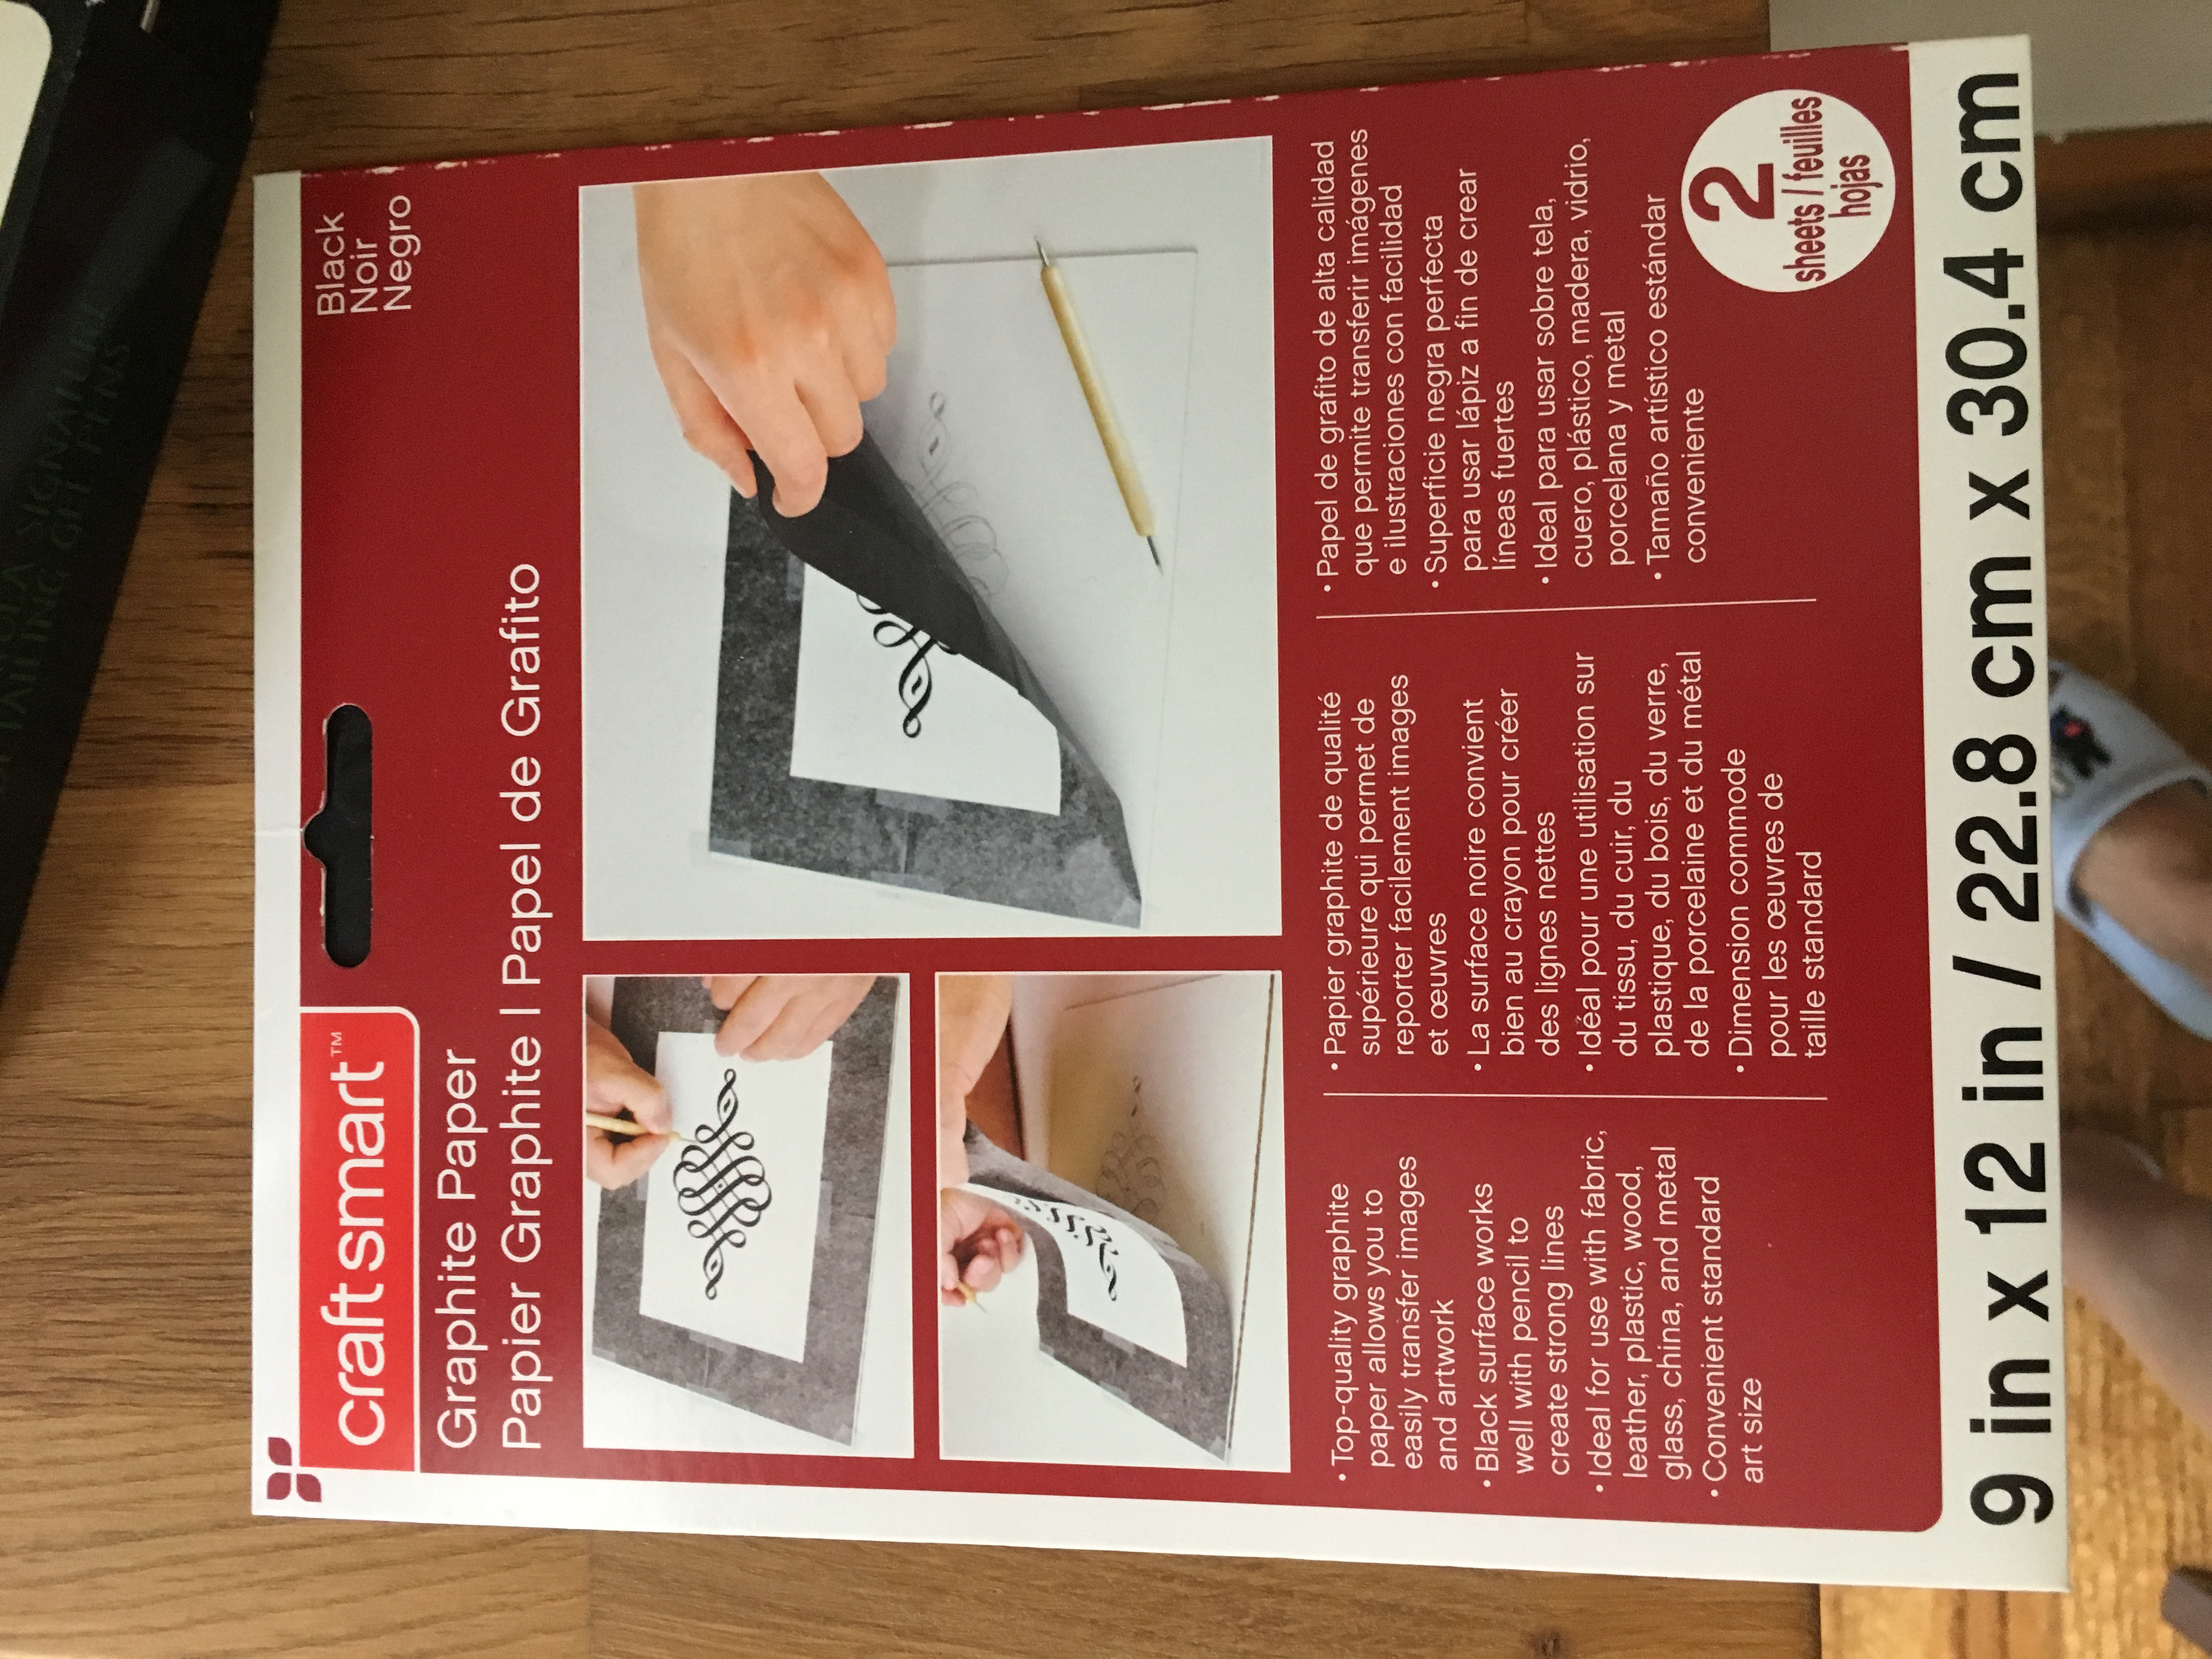 craft smart™
Black
Noir
Negro
Graphite Paper
Papier Graphite | Papel de Grafito
• Top-quality graphite
paper allows you to
easily transfer images
and artwork
• Black surface works
well with pencil to
create strong lines
• Ideal for use with fabric,
leather, plastic, wood,
glass, china, and metal
• Convenient standard
art size
• Papier graphite de qualité
supérieure qui permet de
reporter facilement images
et œuvres
• La surface noire convient
bien au crayon pour créer
des lignes nettes
• Idéal pour une utilisation sur
du tissu, du cuir, du
plastique, du bois, du verre,
de la porcelaine et du métal
• Dimension commode
pour les œuvres de
taille standard
• Papel de grafito de alta calidad
que permite transferir imágenes
e ilustraciones con facilidad
• Superficie negra perfecta
para usar lápiz a fin de crear
líneas fuertes
• Ideal para usar sobre tela,
cuero, plástico, madera, vidrio,
porcelana y metal
• Tamaño artístico estándar
conveniente
2
sheets / feuilles
hojas
9 in x 12 in / 22.8 cm x 30.4 cm
SIGNATURE
GEL PENS